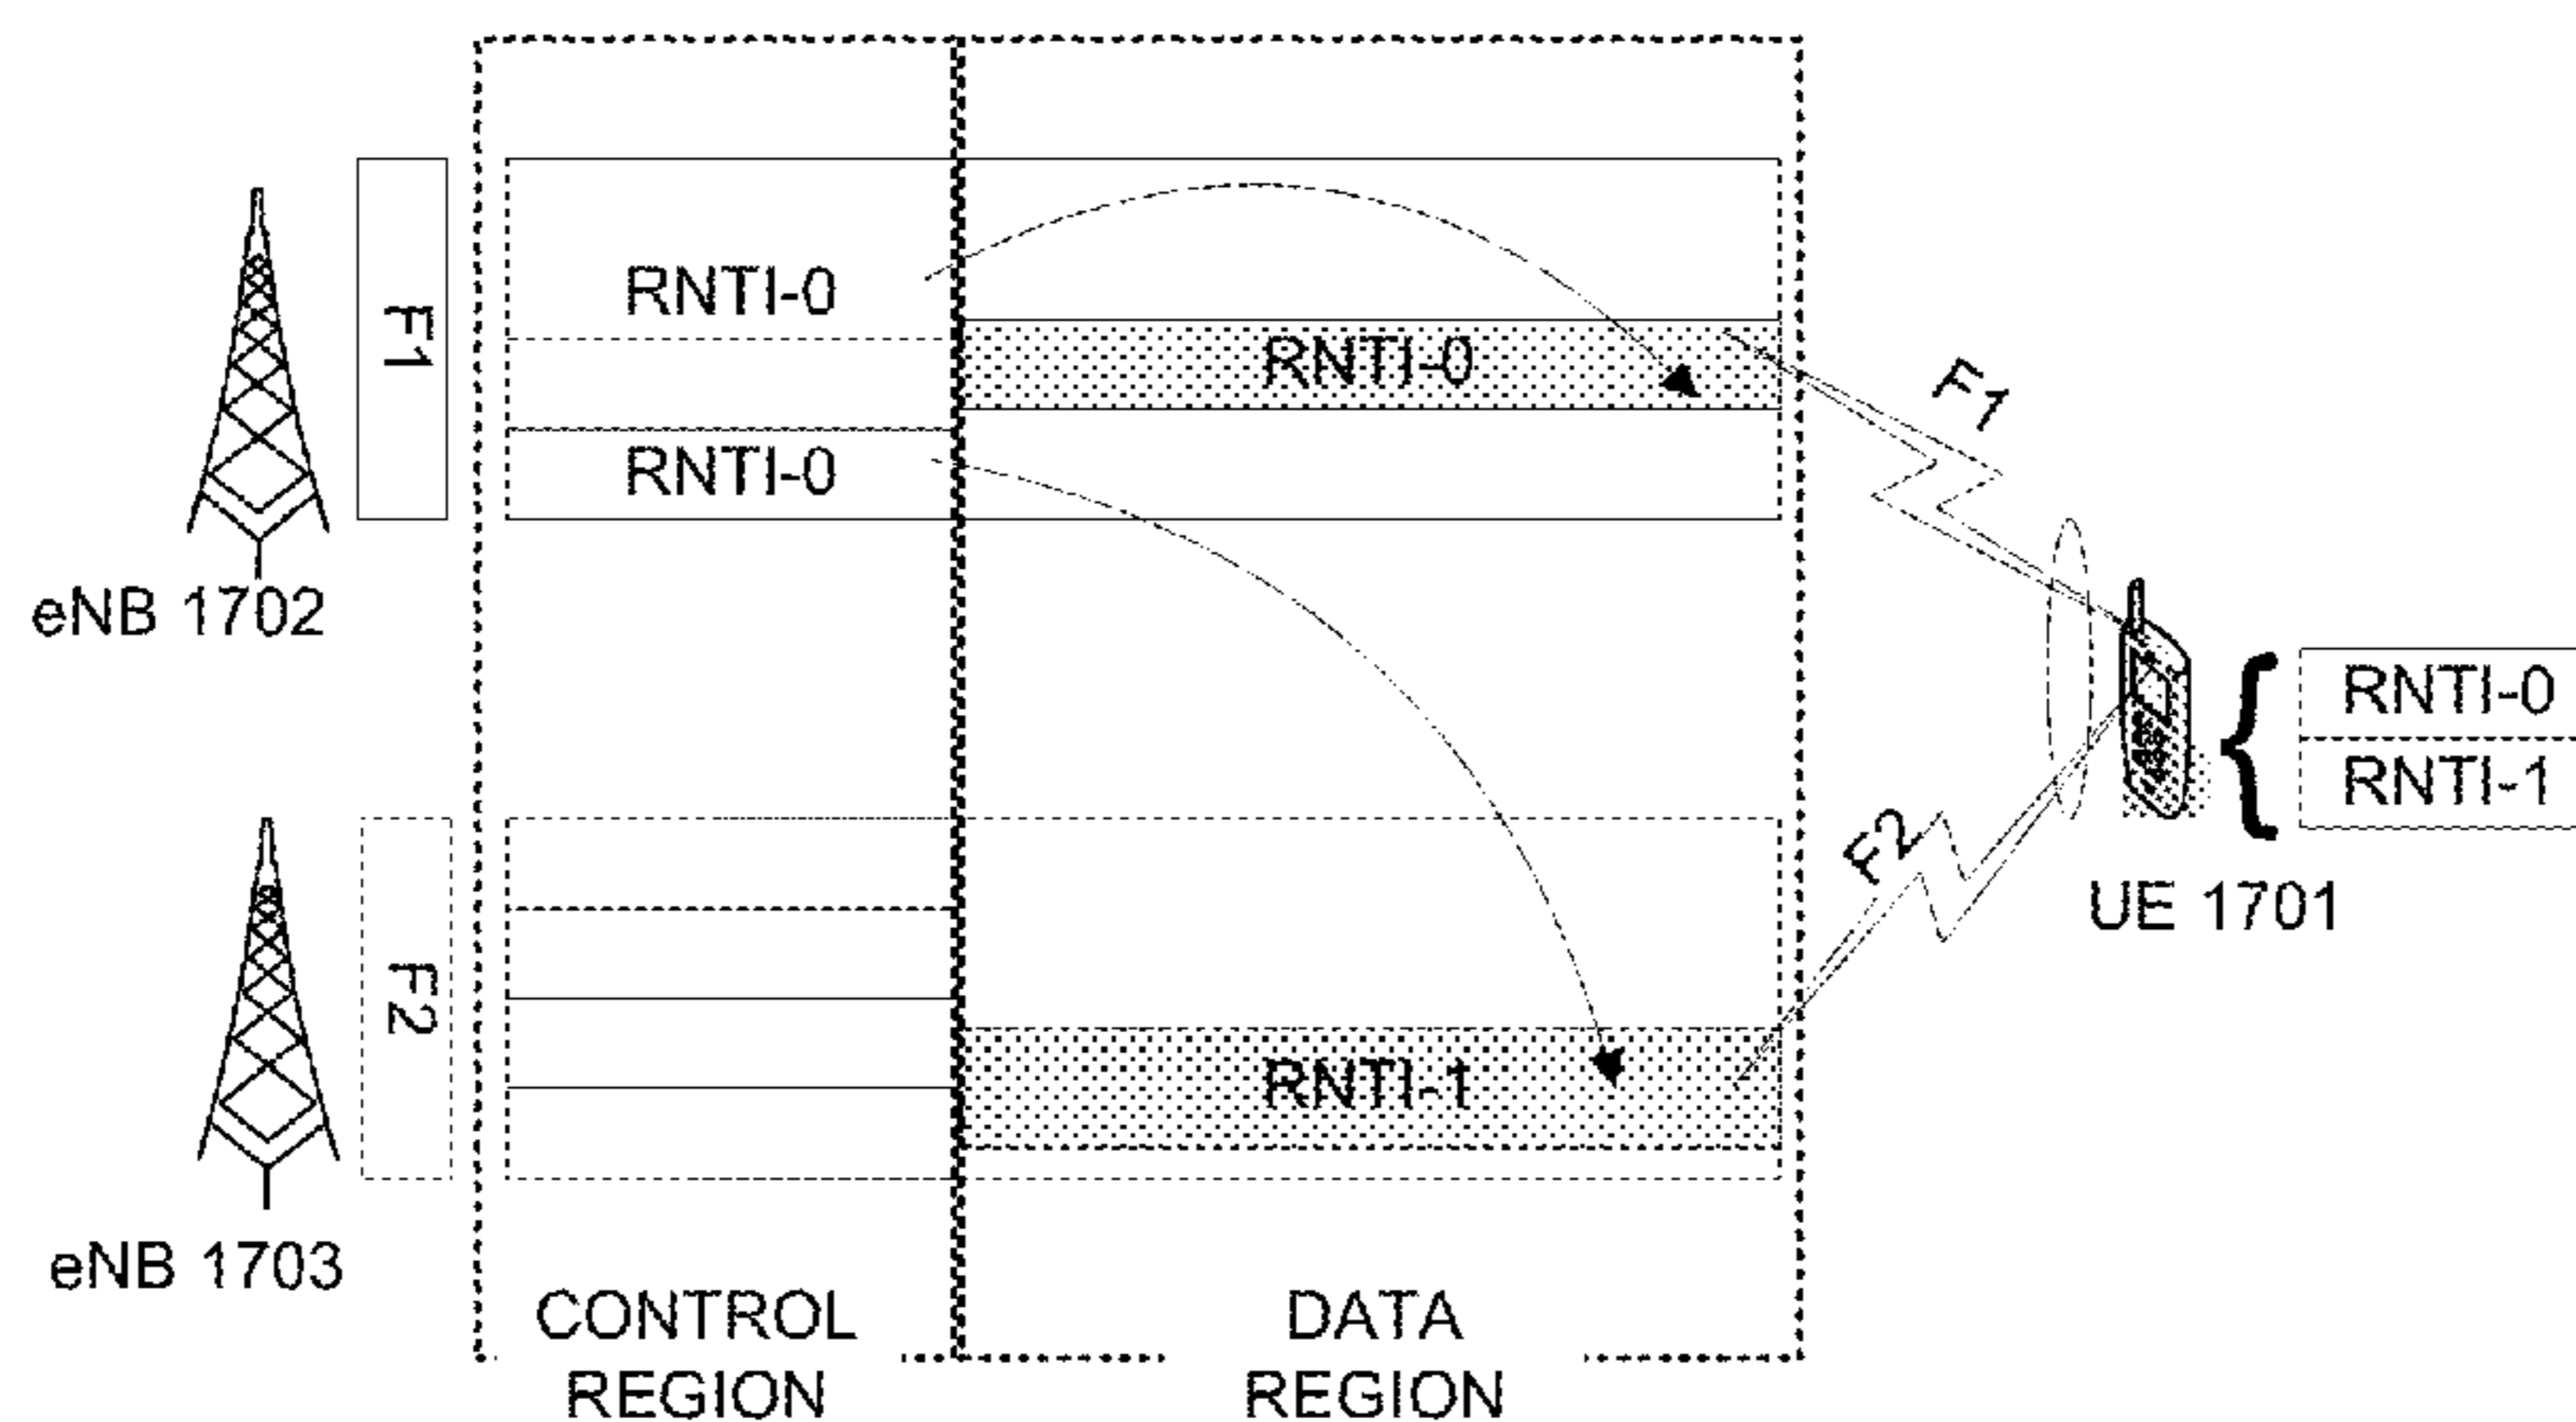 RNTI-0
F1
RNTI-0
F1
RNTI-0
eNB 1702
RNTI-0
RNTI-1
F2
UE 1701
F2
RNTI-1
eNB 1703
CONTROL
REGION
DATA
REGION